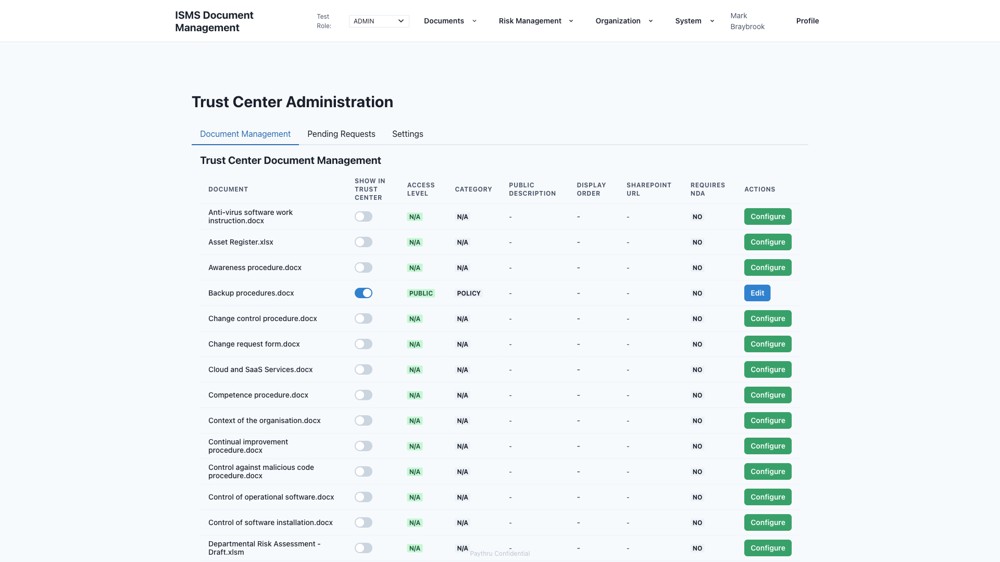 ISMS Document
Management
Test
Role:
ADMIN
Documents
Risk Management
Organization
System
Mark
Braybrook
Profile
Trust Center Administration
Document Management
Pending Requests
Settings
Trust Center Document Management
DOCUMENT
SHOW IN
TRUST
CENTER
ACCESS
LEVEL
CATEGORY
PUBLIC
DESCRIPTION
DISPLAY
ORDER
SHAREPOINT
URL
REQUIRES
NDA
ACTIONS
Anti-virus software work
instruction.docx
N/A N/A - - - NO Configure
Asset Register.xlsx N/A N/A - - - NO Configure
Awareness procedure.docx N/A N/A - - - NO Configure
Backup procedures.docx PUBLIC POLICY - - - NO Edit
Change control procedure.docx N/A N/A - - - NO Configure
Change request form.docx N/A N/A - - - NO Configure
Cloud and SaaS Services.docx N/A N/A - - - NO Configure
Competence procedure.docx N/A N/A - - - NO Configure
Context of the organisation.docx N/A N/A - - - NO Configure
Continual improvement
procedure.docx
N/A N/A - - - NO Configure
Control against malicious code
procedure.docx
N/A N/A - - - NO Configure
Control of operational software.docx N/A N/A - - - NO Configure
Control of software installation.docx N/A N/A - - - NO Configure
Departmental Risk Assessment -
Draft.xlsm
N/A N/A - - - NO Configure
Paythru Confidential